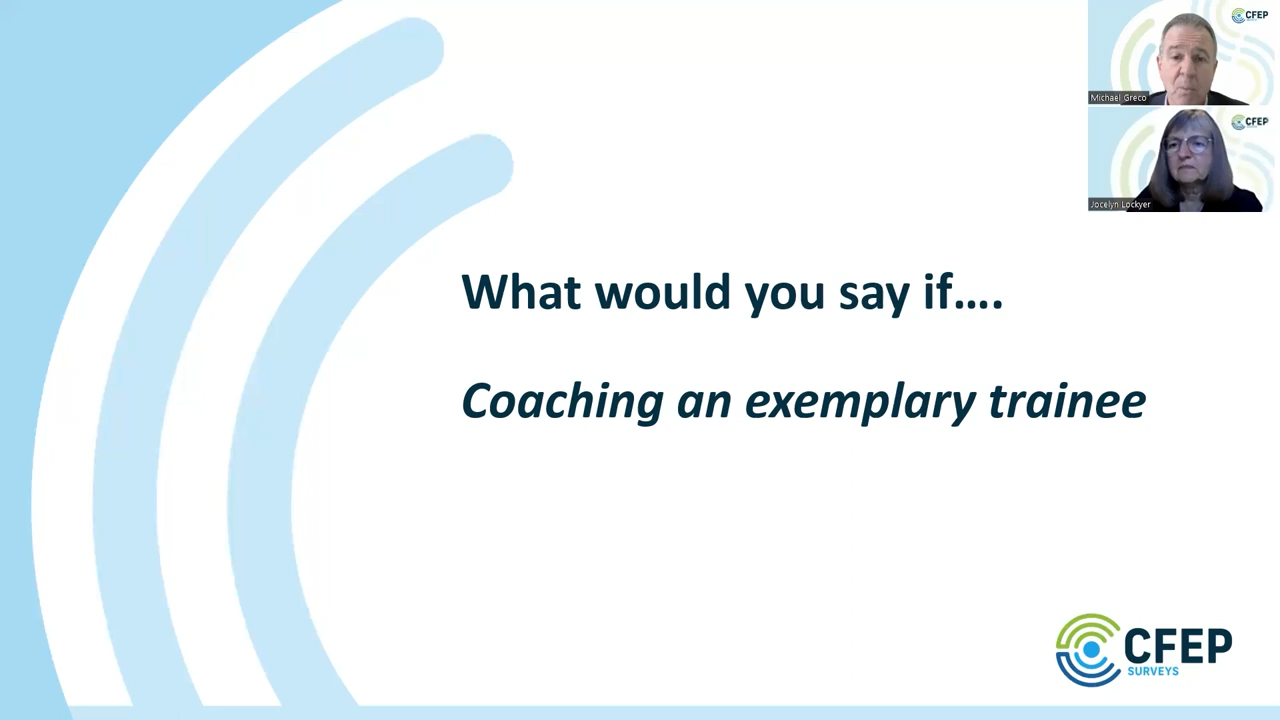 CFEP
Michael Greco
CFEP
Jocelyn Lockyer
What would you say if....
Coaching an exemplary trainee
CFEP
SURVEYS